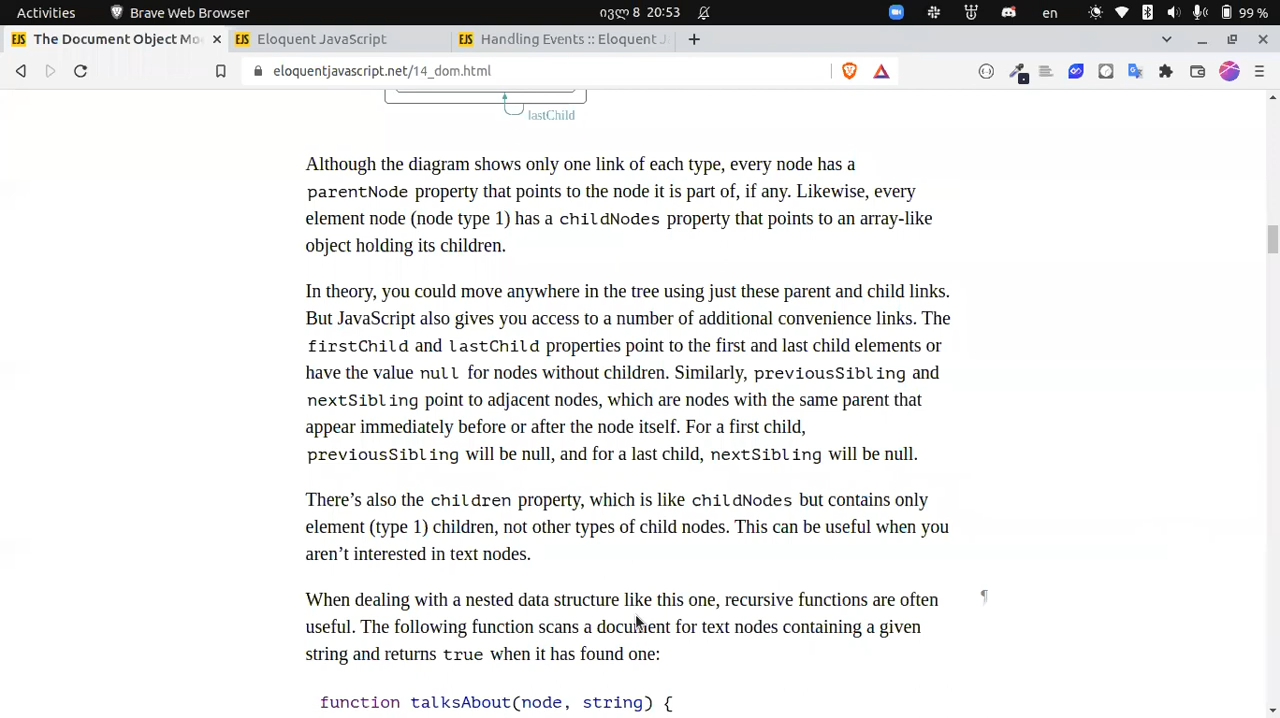 Activities Brave Web Browser ივლ 8 20:53 en 99 %
EJS The Document Object Mo EJS Eloquent JavaScript EJS Handling Events :: Eloquent J
eloquentjavascript.net/14_dom.html
lastChild
Although the diagram shows only one link of each type, every node has a
parentNode property that points to the node it is part of, if any. Likewise, every
element node (node type 1) has a childNodes property that points to an array-like
object holding its children.
In theory, you could move anywhere in the tree using just these parent and child links.
But JavaScript also gives you access to a number of additional convenience links. The
firstChild and lastChild properties point to the first and last child elements or
have the value null for nodes without children. Similarly, previousSibling and
nextSibling point to adjacent nodes, which are nodes with the same parent that
appear immediately before or after the node itself. For a first child,
previousSibling will be null, and for a last child, nextSibling will be null.
There’s also the children property, which is like childNodes but contains only
element (type 1) children, not other types of child nodes. This can be useful when you
aren’t interested in text nodes.
When dealing with a nested data structure like this one, recursive functions are often ¶
useful. The following function scans a document for text nodes containing a given
string and returns true when it has found one:
function talksAbout(node, string) {